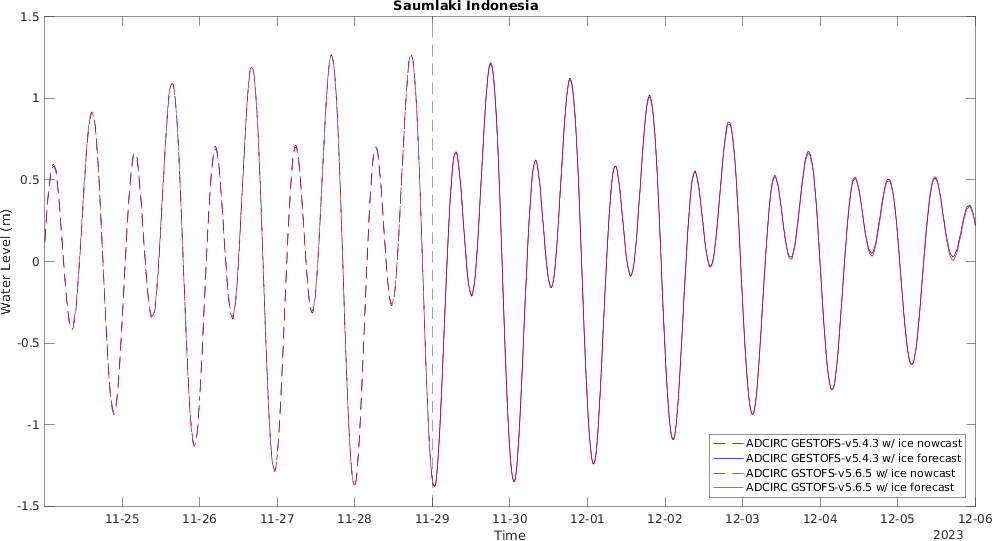 Saumlaki Indonesia
1.5
1
0.5
0
-0.5
-1
-1.5
Water Level (m)
11-25 11-26 11-27 11-28 11-29 11-30 12-01 12-02 12-03 12-04 12-05 12-06
Time
2023
ADCIRC GESTOFS-v5.4.3 w/ ice nowcast
ADCIRC GESTOFS-v5.4.3 w/ ice forecast
ADCIRC GSTOFS-v5.6.5 w/ ice nowcast
ADCIRC GSTOFS-v5.6.5 w/ ice forecast